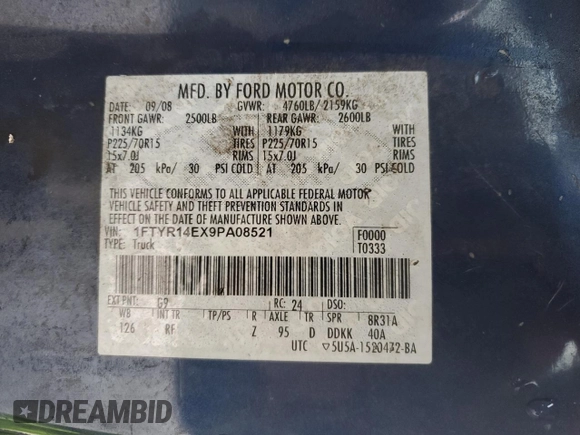 MFD. BY FORD MOTOR CO.
DATE: 09/08 GVWR: 4760LB/ 2159KG
FRONT GAWR: 2500LB REAR GAWR: 2600LB
1134KG WITH 1179KG WITH
P225/70R15 TIRES P225/70R15 TIRES
15x7.0J RIMS 15x7.0J RIMS
AT 205 kPa/ 30 PSI COLD AT 205 kPa/ 30 PSI COLD
THIS VEHICLE CONFORMS TO ALL APPLICABLE FEDERAL MOTOR
VEHICLE SAFETY AND THEFT PREVENTION STANDARDS IN
EFFECT ON THE DATE OF MANUFACTURE SHOWN ABOVE.
VIN: 1FTYR14EX9PA08521 F0000
TYPE: Truck T0333
EXT PNT: G9 RC: 24 DSO:
WB INT TR TP/PS R AXLE TR SPR 8R31A
126 RF Z 95 D DDKK 40A
UTC ▽5U5A-1520472-BA
DREAMBID